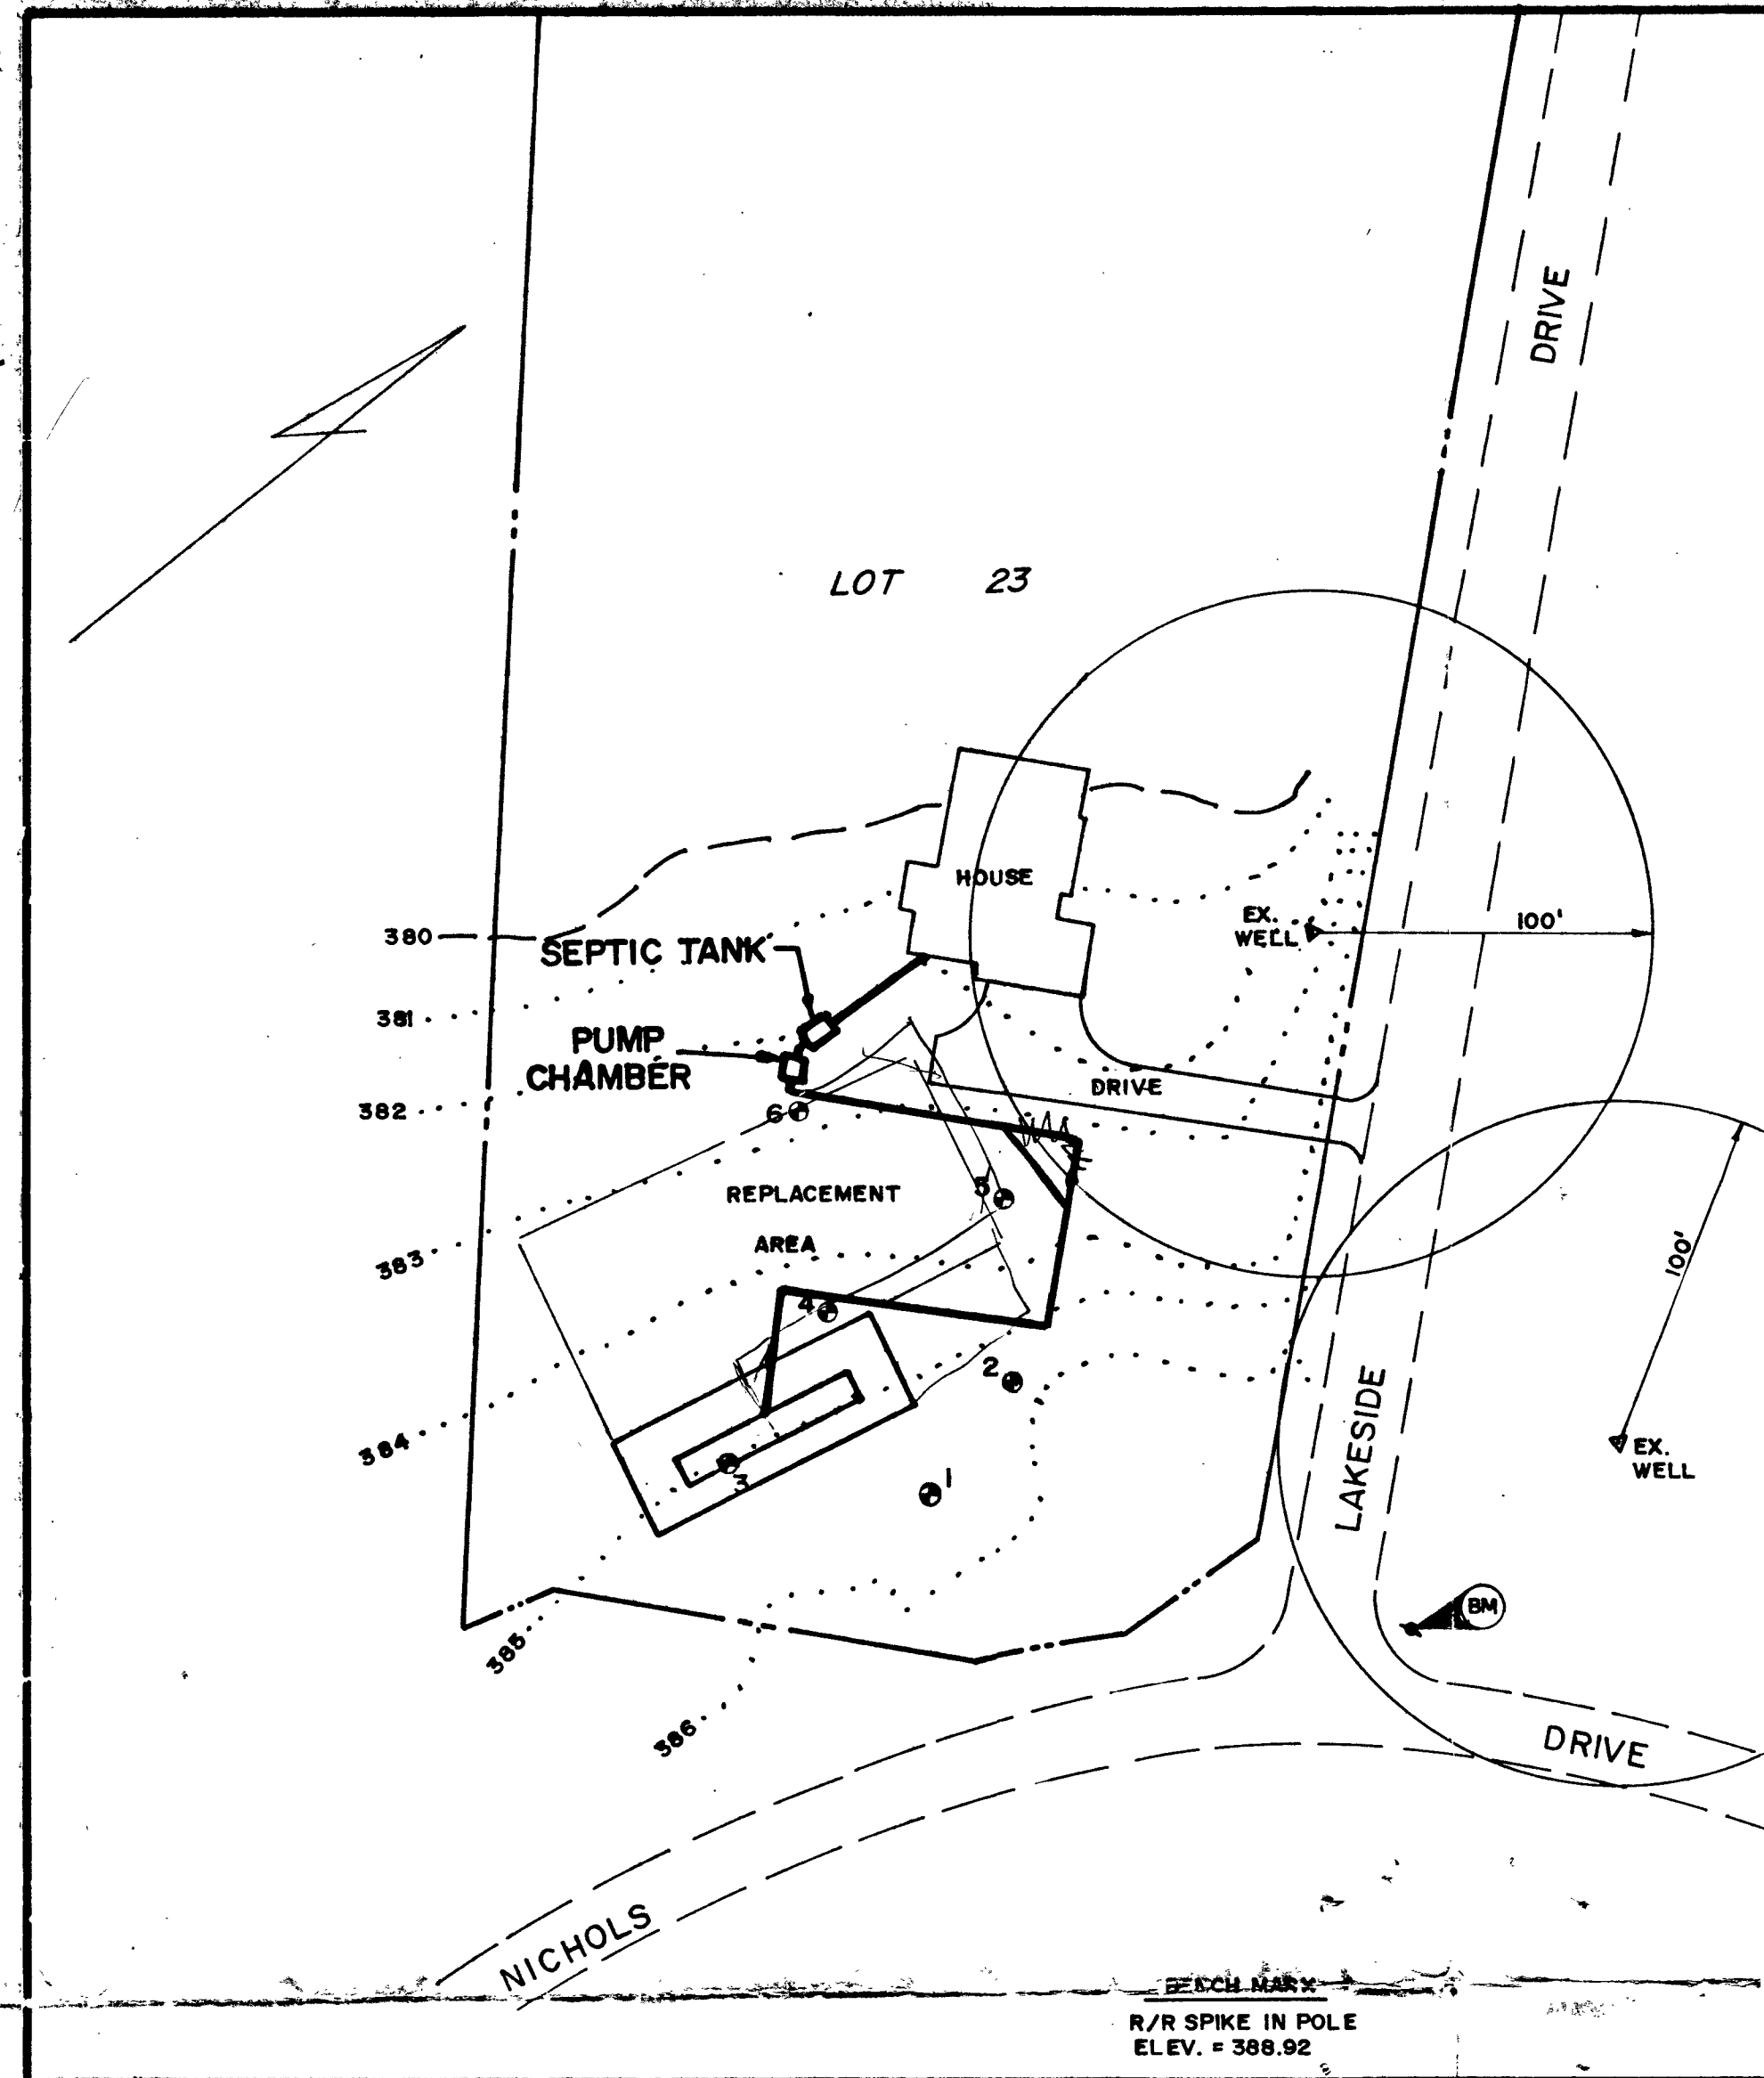 DRIVE
LOT 23
HOUSE
380
SEPTIC TANK
EX.
WELL
100'
381
PUMP
CHAMBER
DRIVE
382
6
5
REPLACEMENT
AREA
383
100'
4
2
384
LAKESIDE
EX.
WELL
3
1
BM
385
386
DRIVE
NICHOLS
BENCH MARK
R/R SPIKE IN POLE
ELEV. = 388.92